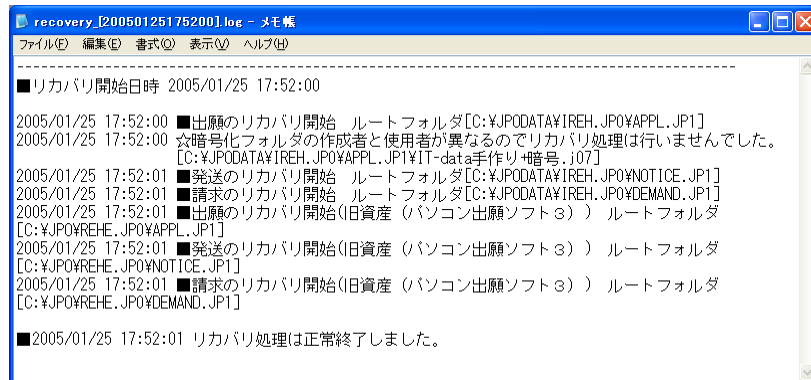 recovery_[20050125175200].log - メモ帳
ファイル(F) 編集(E) 書式(O) 表示(V) ヘルプ(H)
--------------------------------------------------------------------------------
■リカバリ開始日時 2005/01/25 17:52:00
2005/01/25 17:52:00 ■出願のリカバリ開始 ルートフォルダ[C:¥JPODATA¥IREH.JPO¥APPL.JP1]
2005/01/25 17:52:00 ☆暗号化フォルダの作成者と使用者が異なるのでリカバリ処理は行いませんでした。
[C:¥JPODATA¥IREH.JPO¥APPL.JP1¥IT-data手作り+暗号.j07]
2005/01/25 17:52:01 ■発送のリカバリ開始 ルートフォルダ[C:¥JPODATA¥IREH.JPO¥NOTICE.JP1]
2005/01/25 17:52:01 ■請求のリカバリ開始 ルートフォルダ[C:¥JPODATA¥IREH.JPO¥DEMAND.JP1]
2005/01/25 17:52:01 ■出願のリカバリ開始(旧資産（パソコン出願ソフト３）) ルートフォルダ
[C:¥JPO¥REHE.JPO¥APPL.JP1]
2005/01/25 17:52:01 ■発送のリカバリ開始(旧資産（パソコン出願ソフト３）) ルートフォルダ
[C:¥JPO¥REHE.JPO¥NOTICE.JP1]
2005/01/25 17:52:01 ■請求のリカバリ開始(旧資産（パソコン出願ソフト３）) ルートフォルダ
[C:¥JPO¥REHE.JPO¥DEMAND.JP1]
■2005/01/25 17:52:01 リカバリ処理は正常終了しました。